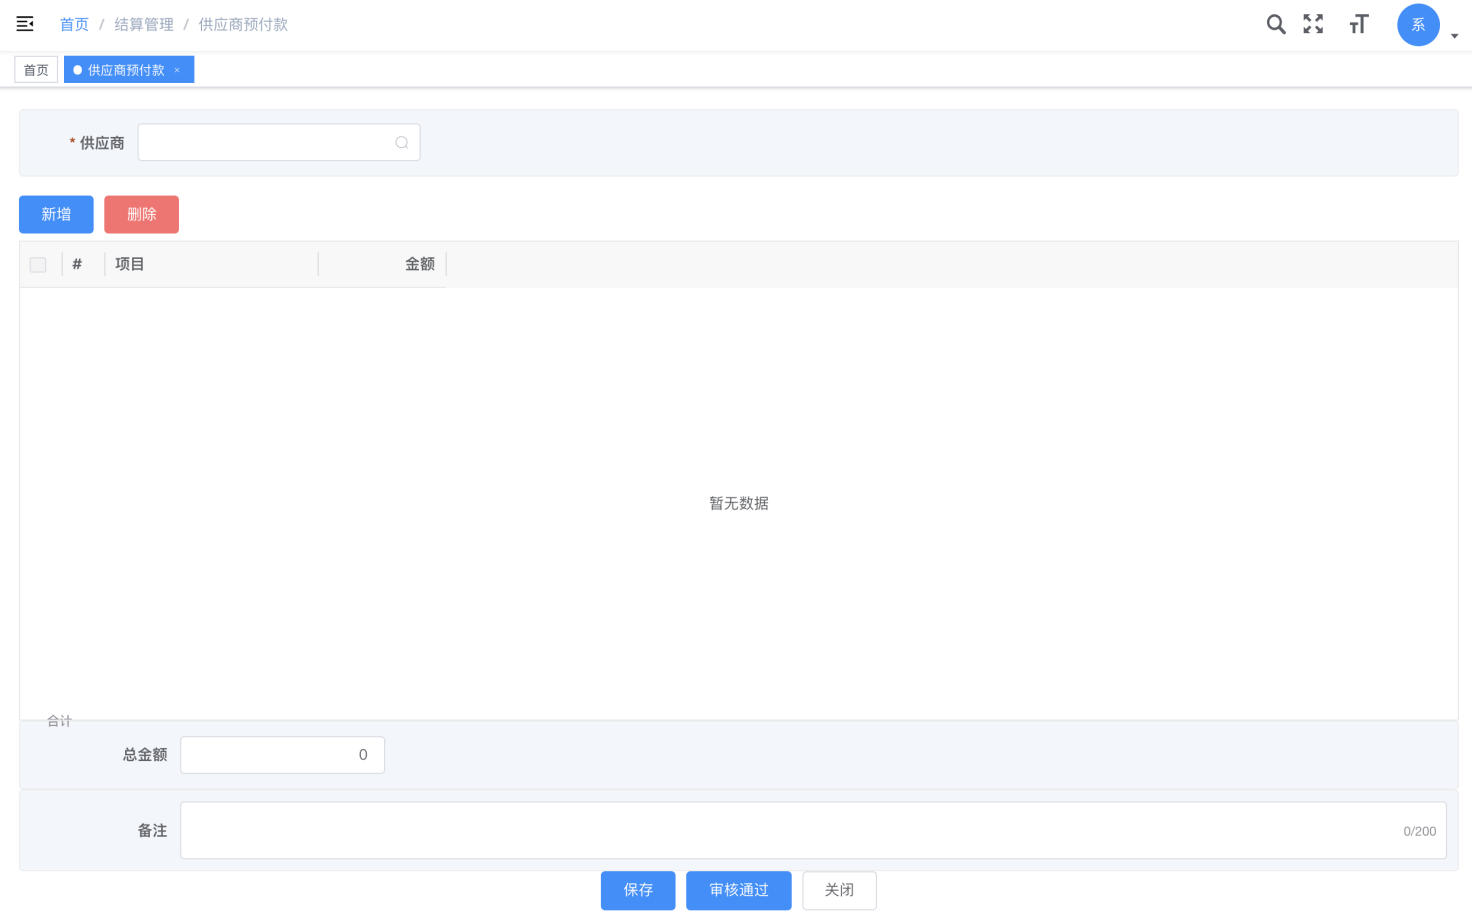 首页 / 结算管理 / 供应商预付款
系
首页
供应商预付款 ×
* 供应商
新增 删除
# 项目 金额
暂无数据
合计
总金额 0
备注
0/200
保存 审核通过 关闭